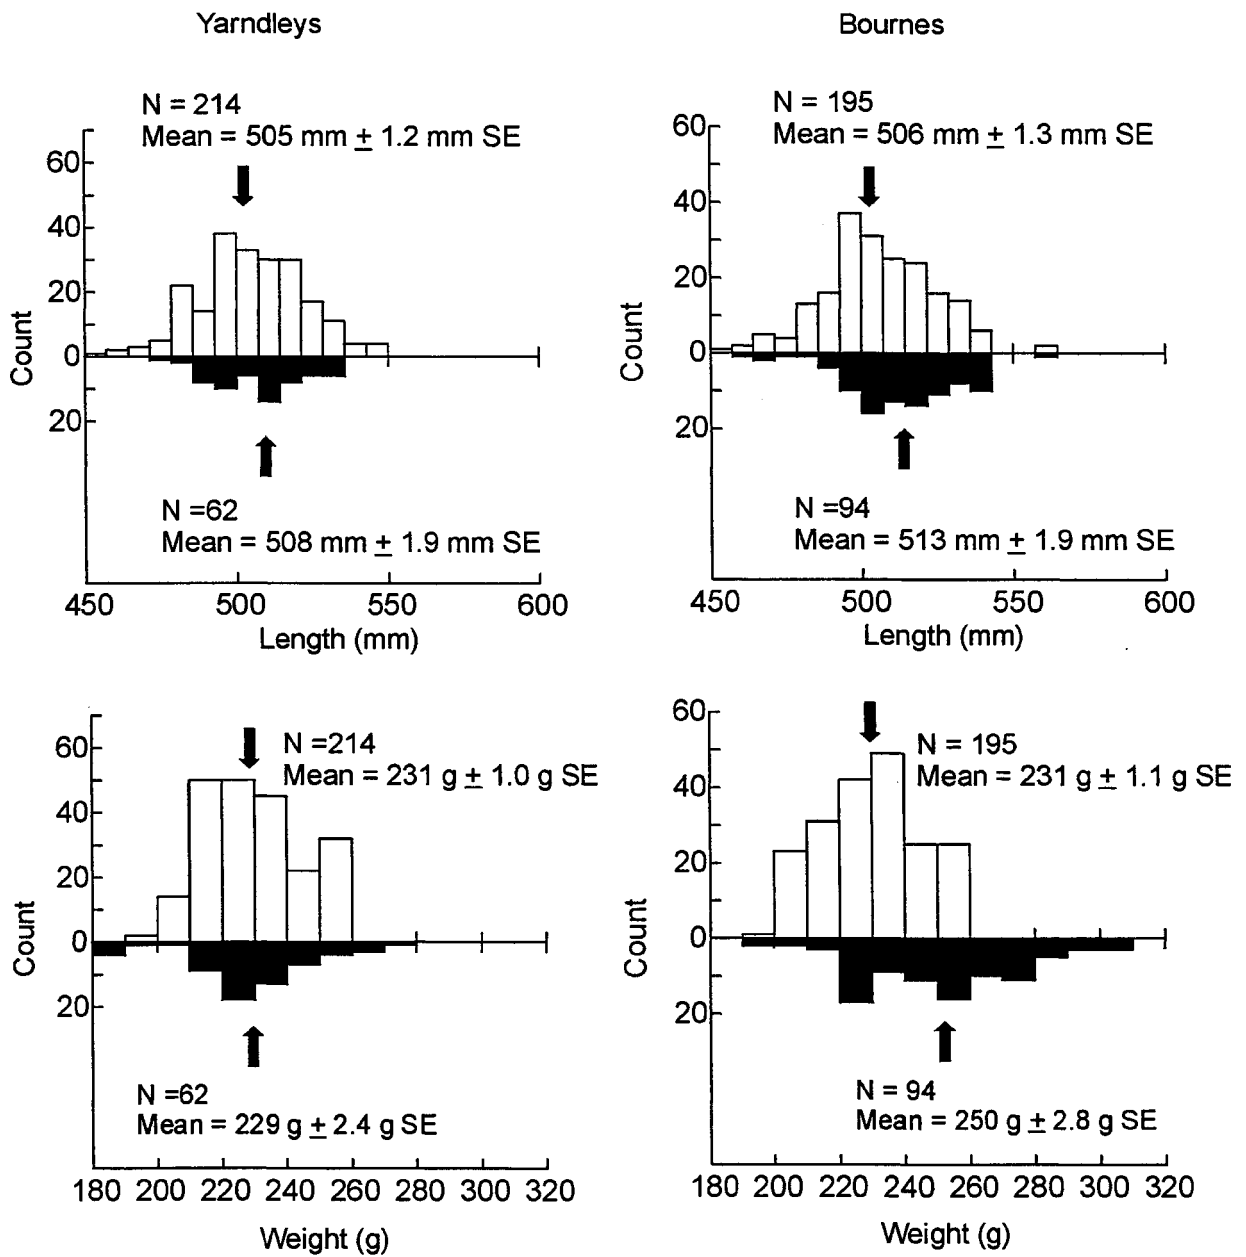 Yarndleys
Bournes
N = 214
Mean = 505 mm ± 1.2 mm SE
60
40
20
0
20
Count
N =62
Mean = 508 mm ± 1.9 mm SE
450 500 550 600
Length (mm)
N = 195
Mean = 506 mm ± 1.3 mm SE
60
40
20
0
20
Count
N =94
Mean = 513 mm ± 1.9 mm SE
450 500 550 600
Length (mm)
N =214
Mean = 231 g ± 1.0 g SE
60
40
20
0
20
Count
N =62
Mean = 229 g ± 2.4 g SE
180 200 220 240 260 280 300 320
Weight (g)
N = 195
Mean = 231 g ± 1.1 g SE
60
40
20
0
20
Count
N = 94
Mean = 250 g ± 2.8 g SE
180 200 220 240 260 280 300 320
Weight (g)